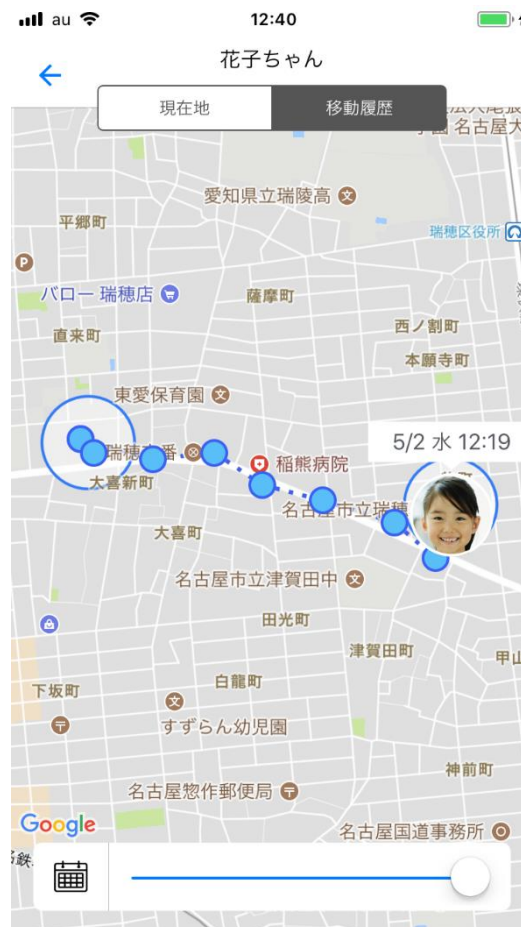 au
12:40
花子ちゃん
現在地
移動履歴
名古屋大
愛知県立瑞陵高
平郷町
瑞穂区役所
P
バロー 瑞穂店
薩摩町
直来町
西ノ割町
本願寺町
東愛保育園
5/2 水 12:19
瑞穂
番
稲熊病院
大喜新町
名古屋市立瑞穂
大喜町
名古屋市立津賀田中
田光町
津賀田町
甲山
白龍町
下坂町
すずらん幼児園
神前町
名古屋惣作郵便局
Google
名古屋国道事務所
名鉄